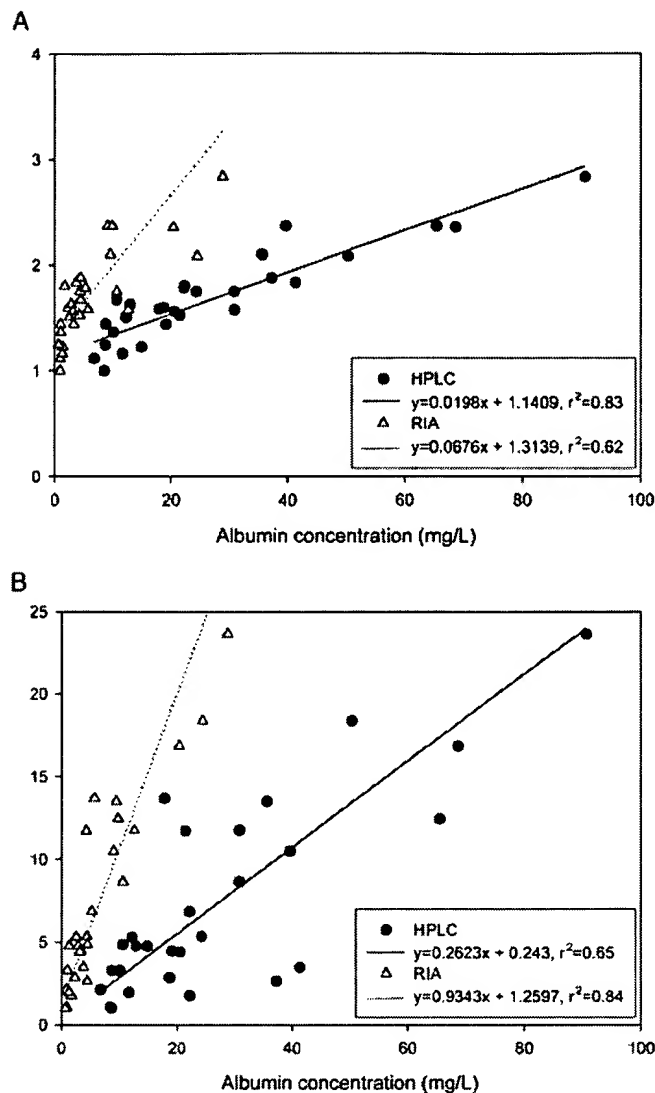 A
4
3
2
1
0
0 20 40 60 80 100
Albumin concentration (mg/L)
HPLC
y=0.0198x + 1.1409, r²=0.83
RIA
y=0.0676x + 1.3139, r²=0.62
B
25
20
15
10
5
0
0 20 40 60 80 100
Albumin concentration (mg/L)
HPLC
y=0.2623x + 0.243, r²=0.65
RIA
y=0.9343x + 1.2597, r²=0.84